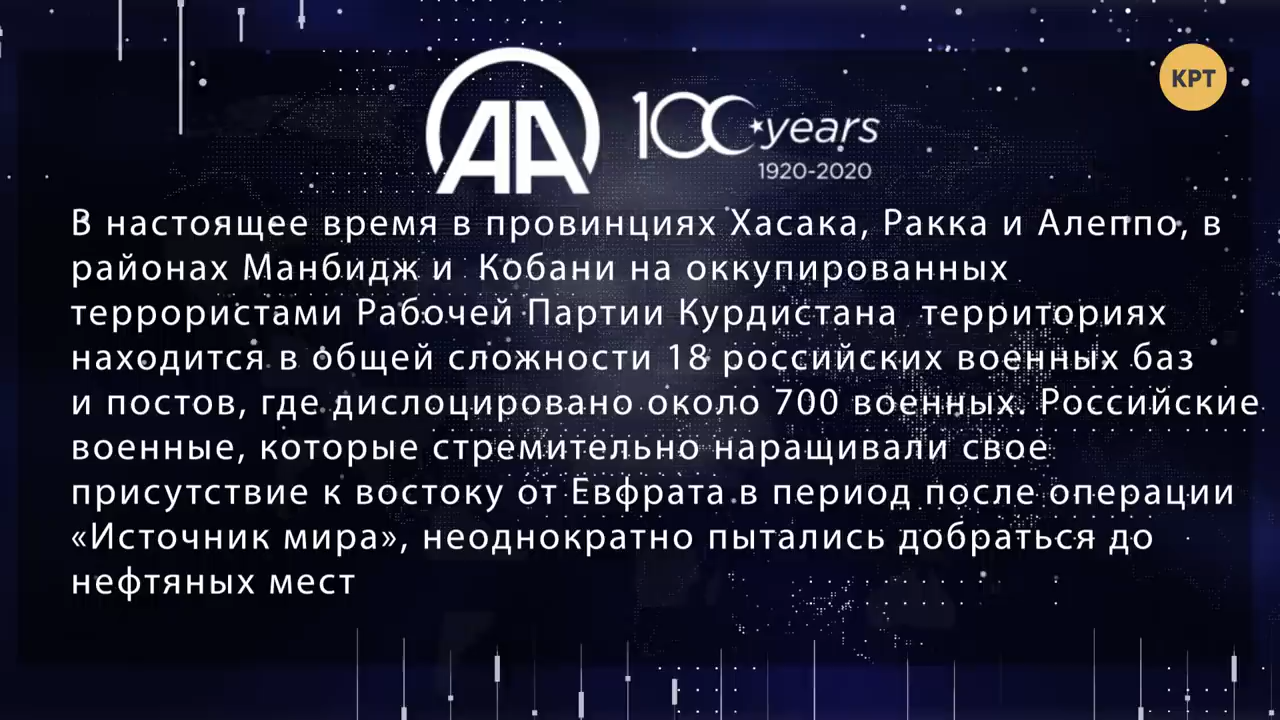 КРТ
AA
100 years
1920-2020
В настоящее время в провинциях Хасака, Ракка и Алеппо, в
районах Манбидж и  Кобани на оккупированных
террористами Рабочей Партии Курдистана  территориях
находится в общей сложности 18 российских военных баз
и постов, где дислоцировано около 700 военных. Российские
военные, которые стремительно наращивали свое
присутствие к востоку от Евфрата в период после операции
«Источник мира», неоднократно пытались добраться до
нефтяных мест